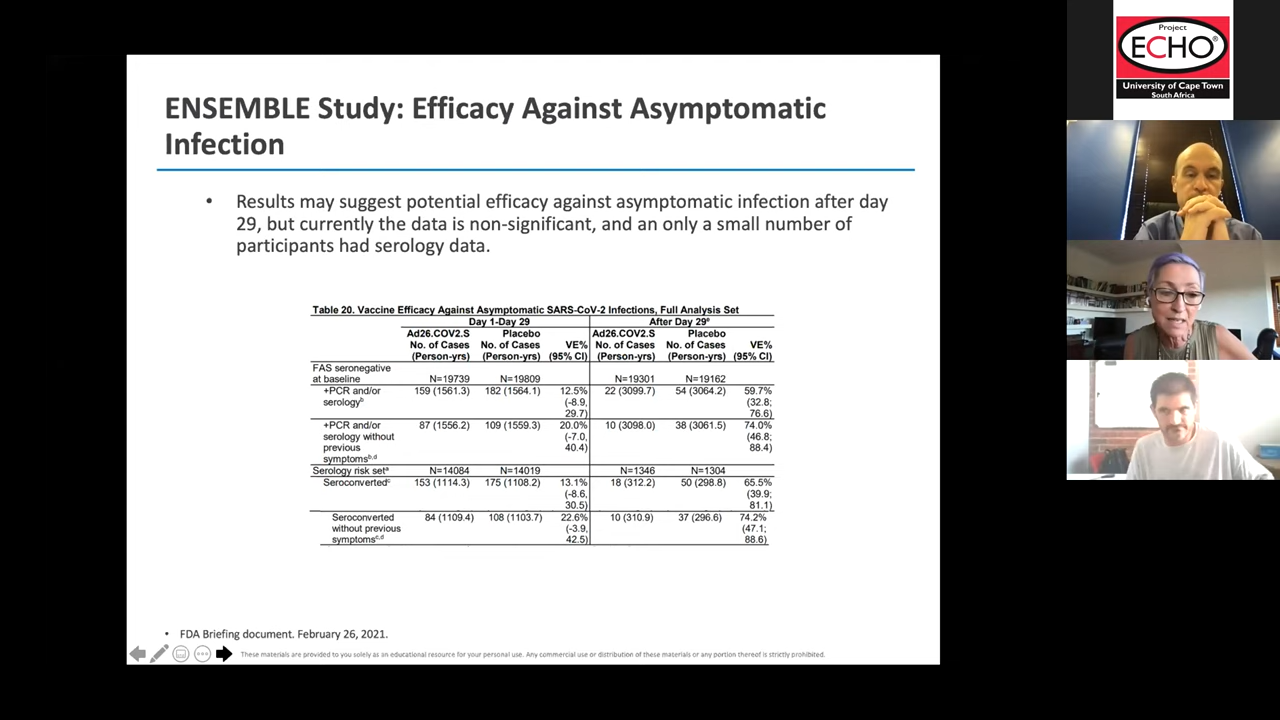 ENSEMBLE Study: Efficacy Against Asymptomatic
Infection
• Results may suggest potential efficacy against asymptomatic infection after day
29, but currently the data is non-significant, and an only a small number of
participants had serology data.
Table 20. Vaccine Efficacy Against Asymptomatic SARS-CoV-2 Infections, Full Analysis Set
Day 1-Day 29 After Day 29ᵉ
Ad26.COV2.S Placebo Ad26.COV2.S Placebo
No. of Cases No. of Cases VE% No. of Cases No. of Cases VE%
(Person-yrs) (Person-yrs) (95% CI) (Person-yrs) (Person-yrs) (95% CI)
FAS seronegative
at baseline N=19739 N=19809 N=19301 N=19162
+PCR and/or 159 (1561.3) 182 (1564.1) 12.5% 22 (3099.7) 54 (3064.2) 59.7%
serologyᵇ (-8.9, (32.8;
29.7) 76.6)
+PCR and/or 87 (1556.2) 109 (1559.3) 20.0% 10 (3098.0) 38 (3061.5) 74.0%
serology without (-7.0, (46.8;
previous 40.4) 88.4)
symptomsᵇ,ᵈ
Serology risk setᵃ N=14084 N=14019 N=1346 N=1304
Seroconvertedᶜ 153 (1114.3) 175 (1108.2) 13.1% 18 (312.2) 50 (298.8) 65.5%
(-8.6, (39.9;
30.5) 81.1)
Seroconverted 84 (1109.4) 108 (1103.7) 22.6% 10 (310.9) 37 (296.6) 74.2%
without previous (-3.9, (47.1;
symptomsᶜ,ᵈ 42.5) 88.6)
• FDA Briefing document. February 26, 2021.
These materials are provided to you solely as an educational resource for your personal use. Any commercial use or distribution of these materials or any portion thereof is strictly prohibited.
Project
ECHO®
University of Cape Town
South Africa